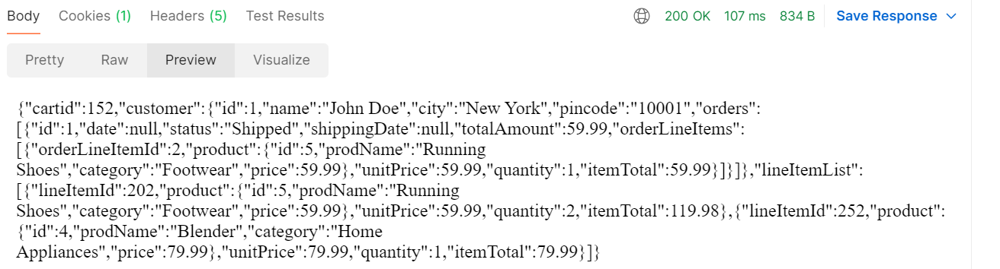 Body Cookies (1) Headers (5) Test Results 200 OK 107 ms 834 B Save Response
Pretty Raw Preview Visualize
{"cartid":152,"customer":{"id":1,"name":"John Doe","city":"New York","pincode":"10001","orders":
[{"id":1,"date":null,"status":"Shipped","shippingDate":null,"totalAmount":59.99,"orderLineItems":
[{"orderLineItemId":2,"product":{"id":5,"prodName":"Running
Shoes","category":"Footwear","price":59.99},"unitPrice":59.99,"quantity":1,"itemTotal":59.99}]}]},"lineItemList":
[{"lineItemId":202,"product":{"id":5,"prodName":"Running
Shoes","category":"Footwear","price":59.99},"unitPrice":59.99,"quantity":2,"itemTotal":119.98},{"lineItemId":252,"product":
{"id":4,"prodName":"Blender","category":"Home
Appliances","price":79.99},"unitPrice":79.99,"quantity":1,"itemTotal":79.99}]}